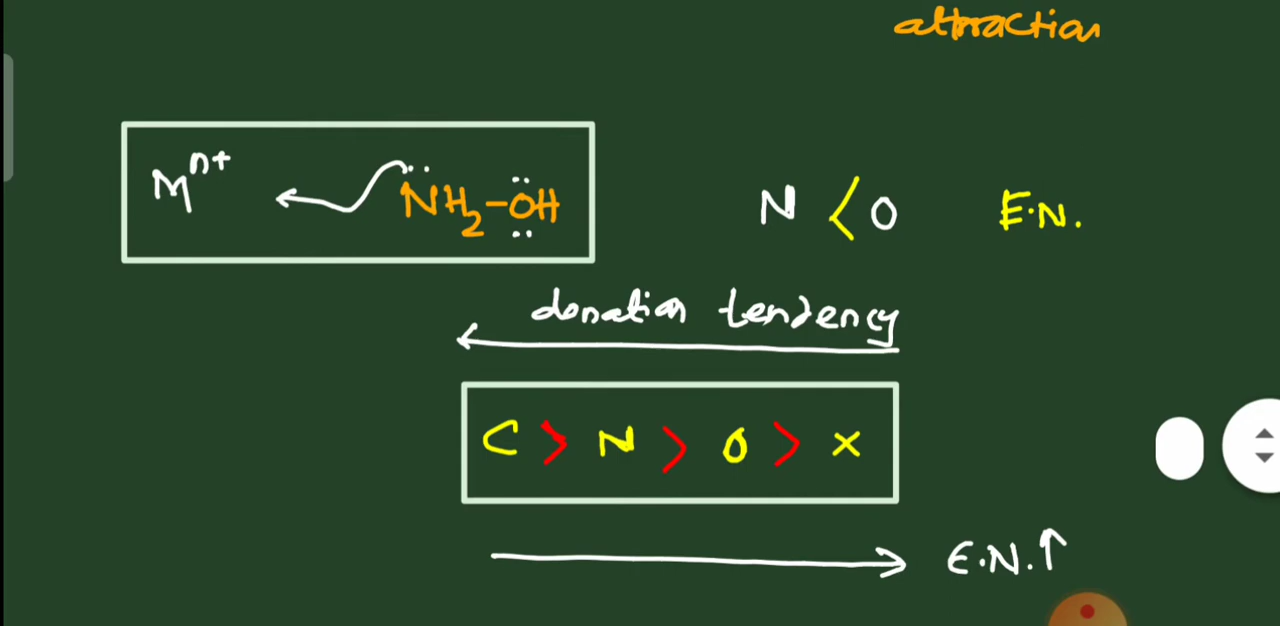 attraction
Mⁿ⁺ ← NH₂-OH
N < O E.N.
donation tendency
C > N > O > X
E.N.↑